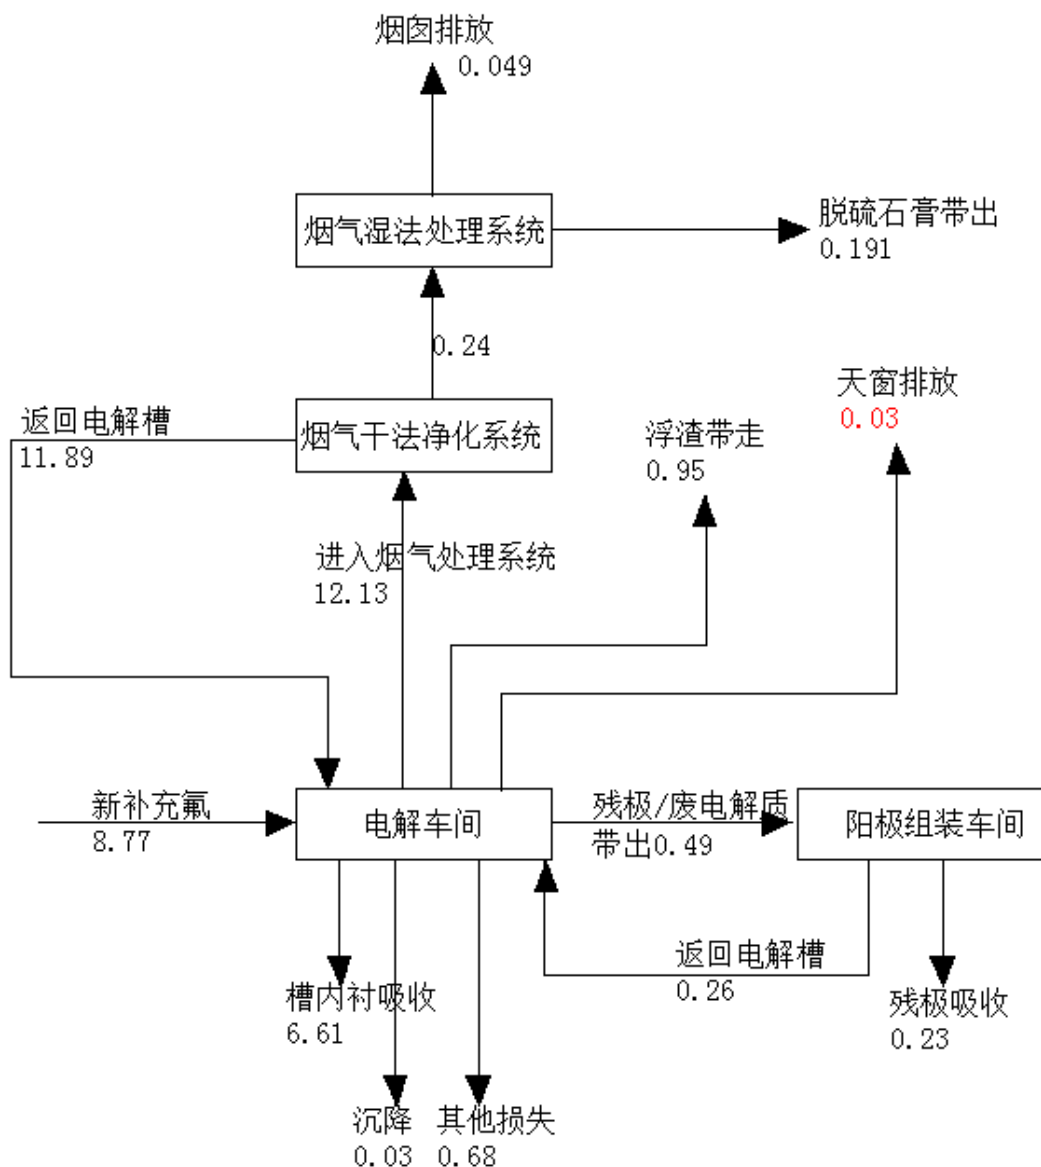 烟囱排放
0.049
烟气湿法处理系统
脱硫石膏带出
0.191
0.24
天窗排放
0.03
返回电解槽
11.89
烟气干法净化系统
浮渣带走
0.95
进入烟气处理系统
12.13
新补充氟
8.77
电解车间
残极/废电解质
带出0.49
阳极组装车间
返回电解槽
0.26
槽内衬吸收
6.61
残极吸收
0.23
沉降
0.03
其他损失
0.68